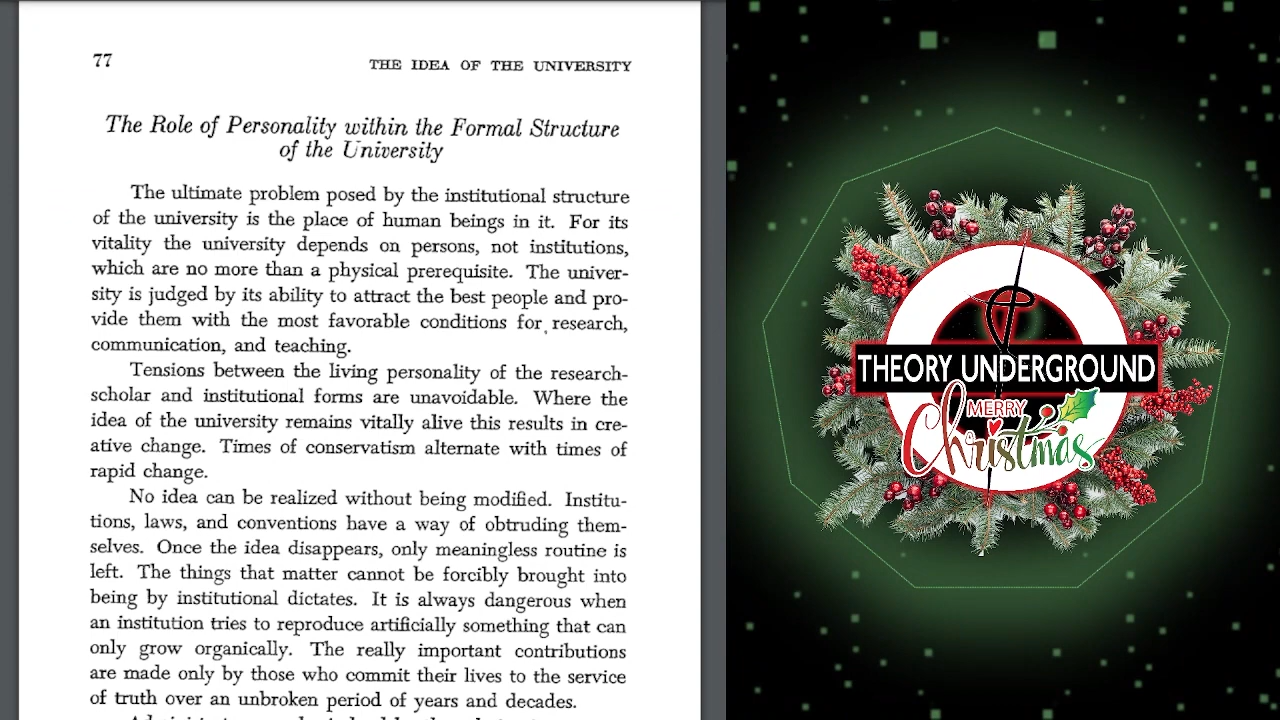 77
THE IDEA OF THE UNIVERSITY
The Role of Personality within the Formal Structure
of the University
The ultimate problem posed by the institutional structure
of the university is the place of human beings in it. For its
vitality the university depends on persons, not institutions,
which are no more than a physical prerequisite. The univer-
sity is judged by its ability to attract the best people and pro-
vide them with the most favorable conditions for research,
communication, and teaching.
Tensions between the living personality of the research-
scholar and institutional forms are unavoidable. Where the
idea of the university remains vitally alive this results in cre-
ative change. Times of conservatism alternate with times of
rapid change.
No idea can be realized without being modified. Institu-
tions, laws, and conventions have a way of obtruding them-
selves. Once the idea disappears, only meaningless routine is
left. The things that matter cannot be forcibly brought into
being by institutional dictates. It is always dangerous when
an institution tries to reproduce artificially something that can
only grow organically. The really important contributions
are made only by those who commit their lives to the service
of truth over an unbroken period of years and decades.
THEORY UNDERGROUND
MERRY
Christmas